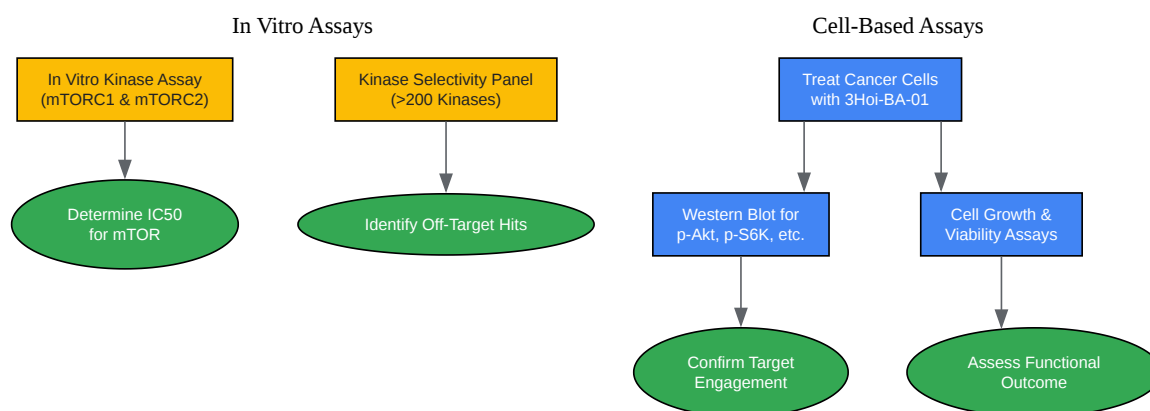 In Vitro Assays
In Vitro Kinase Assay
(mTORC1 & mTORC2)
Kinase Selectivity Panel
(>200 Kinases)
Determine IC50
for mTOR
Identify Off-Target Hits
Cell-Based Assays
Treat Cancer Cells
with 3Hoi-BA-01
Western Blot for
p-Akt, p-S6K, etc.
Cell Growth &
Viability Assays
Confirm Target
Engagement
Assess Functional
Outcome